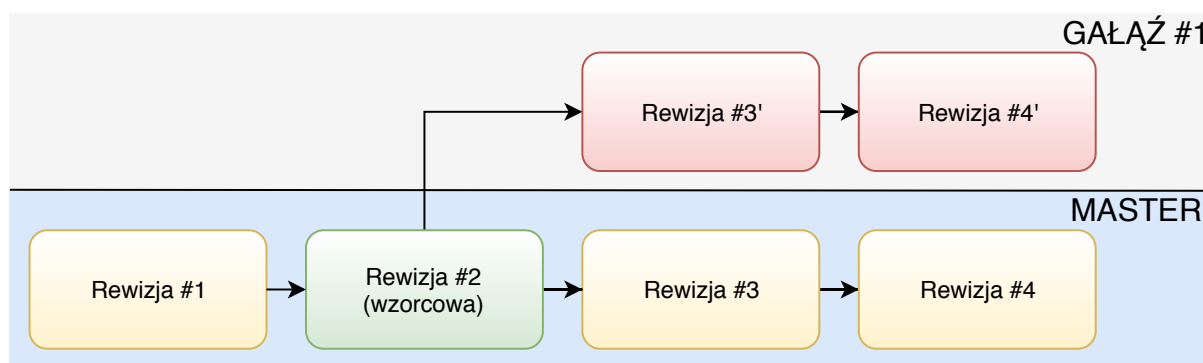 GAŁĄŹ #1
Rewizja #3'
Rewizja #4'
MASTER
Rewizja #1
Rewizja #2
(wzorcowa)
Rewizja #3
Rewizja #4